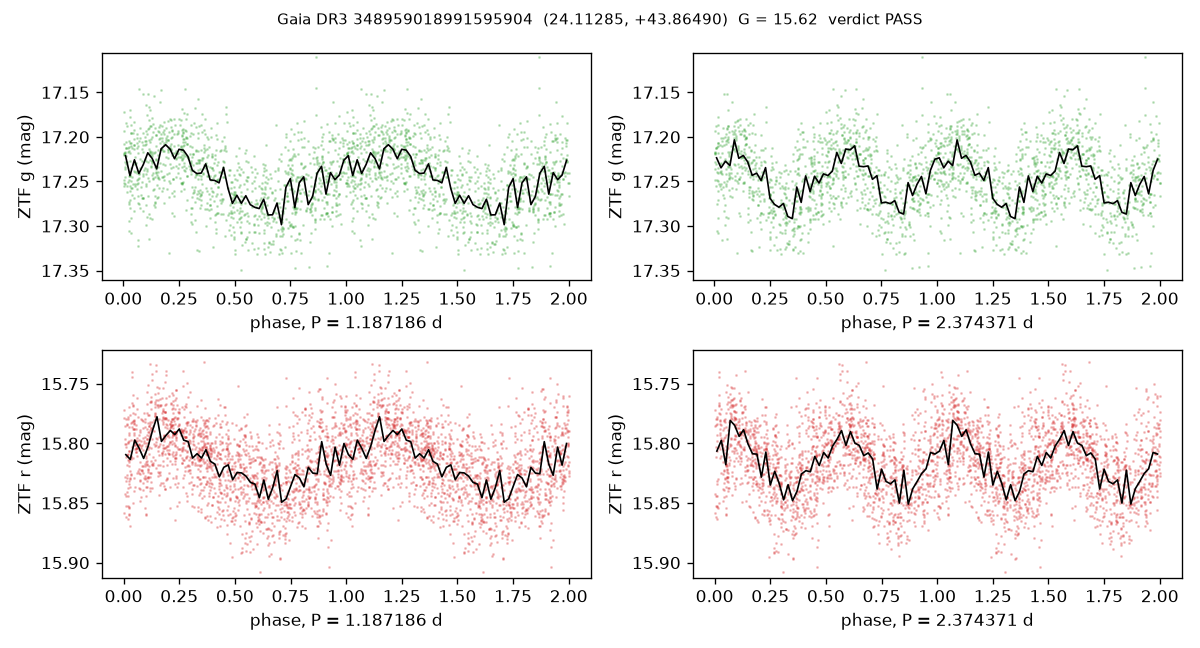 Gaia DR3 348959018991595904 (24.11285, +43.86490) G = 15.62 verdict PASS
ZTF g (mag)
17.15
17.20
17.25
17.30
17.35
0.00 0.25 0.50 0.75 1.00 1.25 1.50 1.75 2.00
phase, P = 1.187186 d
ZTF g (mag)
17.15
17.20
17.25
17.30
17.35
0.00 0.25 0.50 0.75 1.00 1.25 1.50 1.75 2.00
phase, P = 2.374371 d
ZTF r (mag)
15.75
15.80
15.85
15.90
0.00 0.25 0.50 0.75 1.00 1.25 1.50 1.75 2.00
phase, P = 1.187186 d
ZTF r (mag)
15.75
15.80
15.85
15.90
0.00 0.25 0.50 0.75 1.00 1.25 1.50 1.75 2.00
phase, P = 2.374371 d